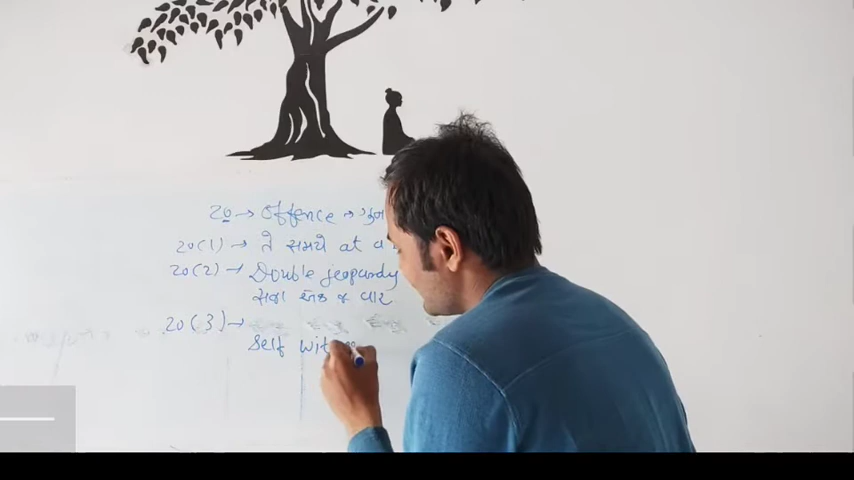 20 → Offence → ગુન
20(1) → તે સમયે at a
20(2) → Double jeopardy
સજા એક જ વાર
20(3) →
Self wit